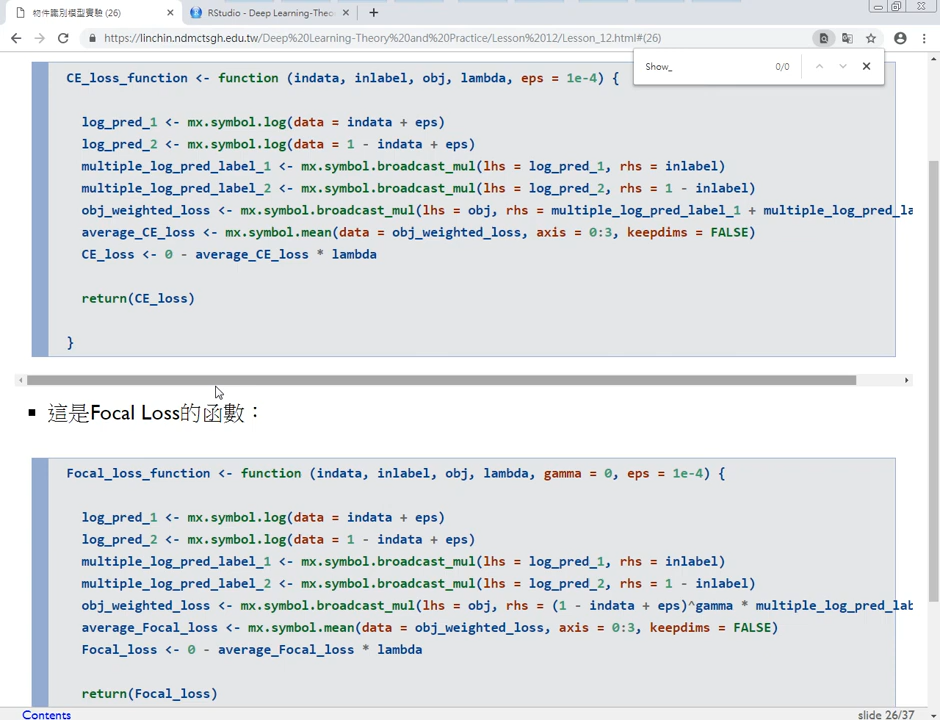 物件識別模型實驗 (26)
RStudio - Deep Learning-Theo
https://linchin.ndmctsgh.edu.tw/Deep%20Learning-Theory%20and%20Practice/Lesson%2012/Lesson_12.html#(26)
Show_
0/0
CE_loss_function <- function (indata, inlabel, obj, lambda, eps = 1e-4) {
log_pred_1 <- mx.symbol.log(data = indata + eps)
log_pred_2 <- mx.symbol.log(data = 1 - indata + eps)
multiple_log_pred_label_1 <- mx.symbol.broadcast_mul(lhs = log_pred_1, rhs = inlabel)
multiple_log_pred_label_2 <- mx.symbol.broadcast_mul(lhs = log_pred_2, rhs = 1 - inlabel)
obj_weighted_loss <- mx.symbol.broadcast_mul(lhs = obj, rhs = multiple_log_pred_label_1 + multiple_log_pred_la
average_CE_loss <- mx.symbol.mean(data = obj_weighted_loss, axis = 0:3, keepdims = FALSE)
CE_loss <- 0 - average_CE_loss * lambda
return(CE_loss)
}
▪ 這是Focal Loss的函數：
Focal_loss_function <- function (indata, inlabel, obj, lambda, gamma = 0, eps = 1e-4) {
log_pred_1 <- mx.symbol.log(data = indata + eps)
log_pred_2 <- mx.symbol.log(data = 1 - indata + eps)
multiple_log_pred_label_1 <- mx.symbol.broadcast_mul(lhs = log_pred_1, rhs = inlabel)
multiple_log_pred_label_2 <- mx.symbol.broadcast_mul(lhs = log_pred_2, rhs = 1 - inlabel)
obj_weighted_loss <- mx.symbol.broadcast_mul(lhs = obj, rhs = (1 - indata + eps)^gamma * multiple_log_pred_lab
average_Focal_loss <- mx.symbol.mean(data = obj_weighted_loss, axis = 0:3, keepdims = FALSE)
Focal_loss <- 0 - average_Focal_loss * lambda
return(Focal_loss)
Contents
slide 26/37